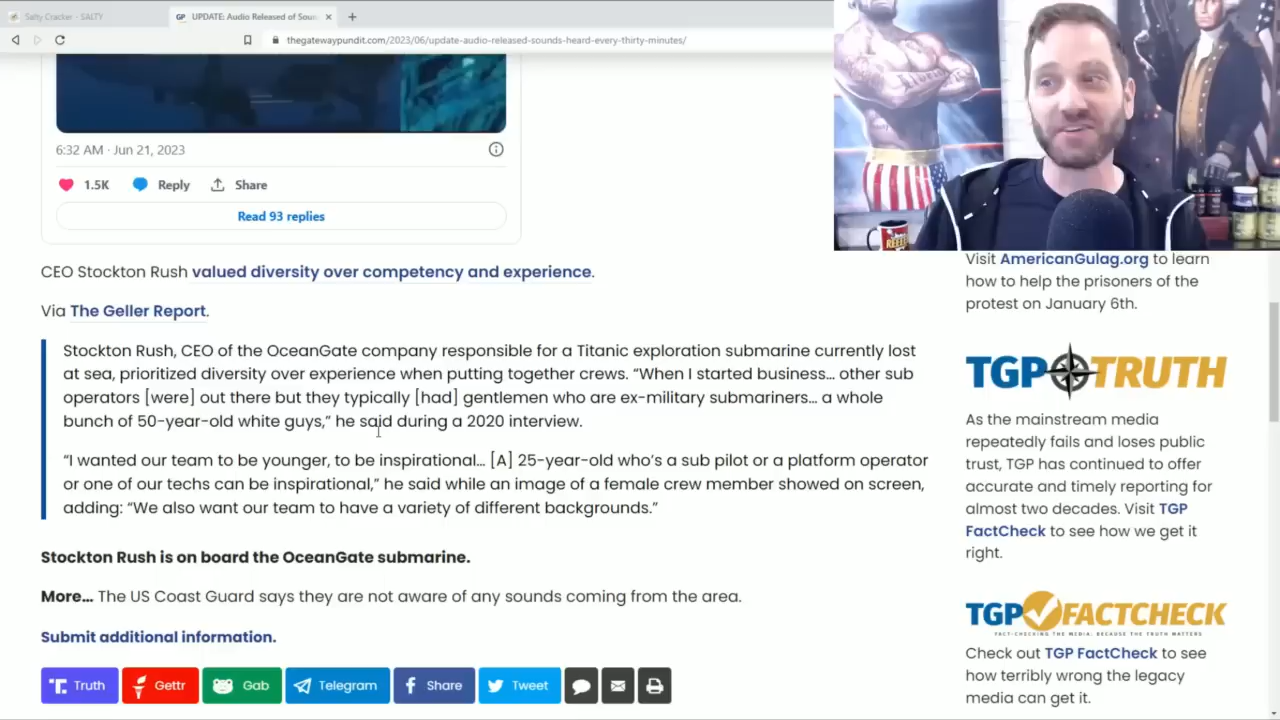 Salty Cracker - SALTY
GP UPDATE: Audio Released of Soun
thegatewaypundit.com/2023/06/update-audio-released-sounds-heard-every-thirty-minutes/
6:32 AM · Jun 21, 2023
1.5K Reply Share
Read 93 replies
CEO Stockton Rush valued diversity over competency and experience.
Via The Geller Report.
Stockton Rush, CEO of the OceanGate company responsible for a Titanic exploration submarine currently lost
at sea, prioritized diversity over experience when putting together crews. “When I started business… other sub
operators [were] out there but they typically [had] gentlemen who are ex-military submariners… a whole
bunch of 50-year-old white guys,” he said during a 2020 interview.
“I wanted our team to be younger, to be inspirational… [A] 25-year-old who’s a sub pilot or a platform operator
or one of our techs can be inspirational,” he said while an image of a female crew member showed on screen,
adding: “We also want our team to have a variety of different backgrounds.”
Stockton Rush is on board the OceanGate submarine.
More… The US Coast Guard says they are not aware of any sounds coming from the area.
Submit additional information.
Truth Gettr Gab Telegram Share Tweet
Visit AmericanGulag.org to learn
how to help the prisoners of the
protest on January 6th.
TGP TRUTH
As the mainstream media
repeatedly fails and loses public
trust, TGP has continued to offer
accurate and timely reporting for
almost two decades. Visit TGP
FactCheck to see how we get it
right.
TGP FACTCHECK
FACT-CHECKING THE MEDIA, BECAUSE THE TRUTH MATTERS
Check out TGP FactCheck to see
how terribly wrong the legacy
media can get it.